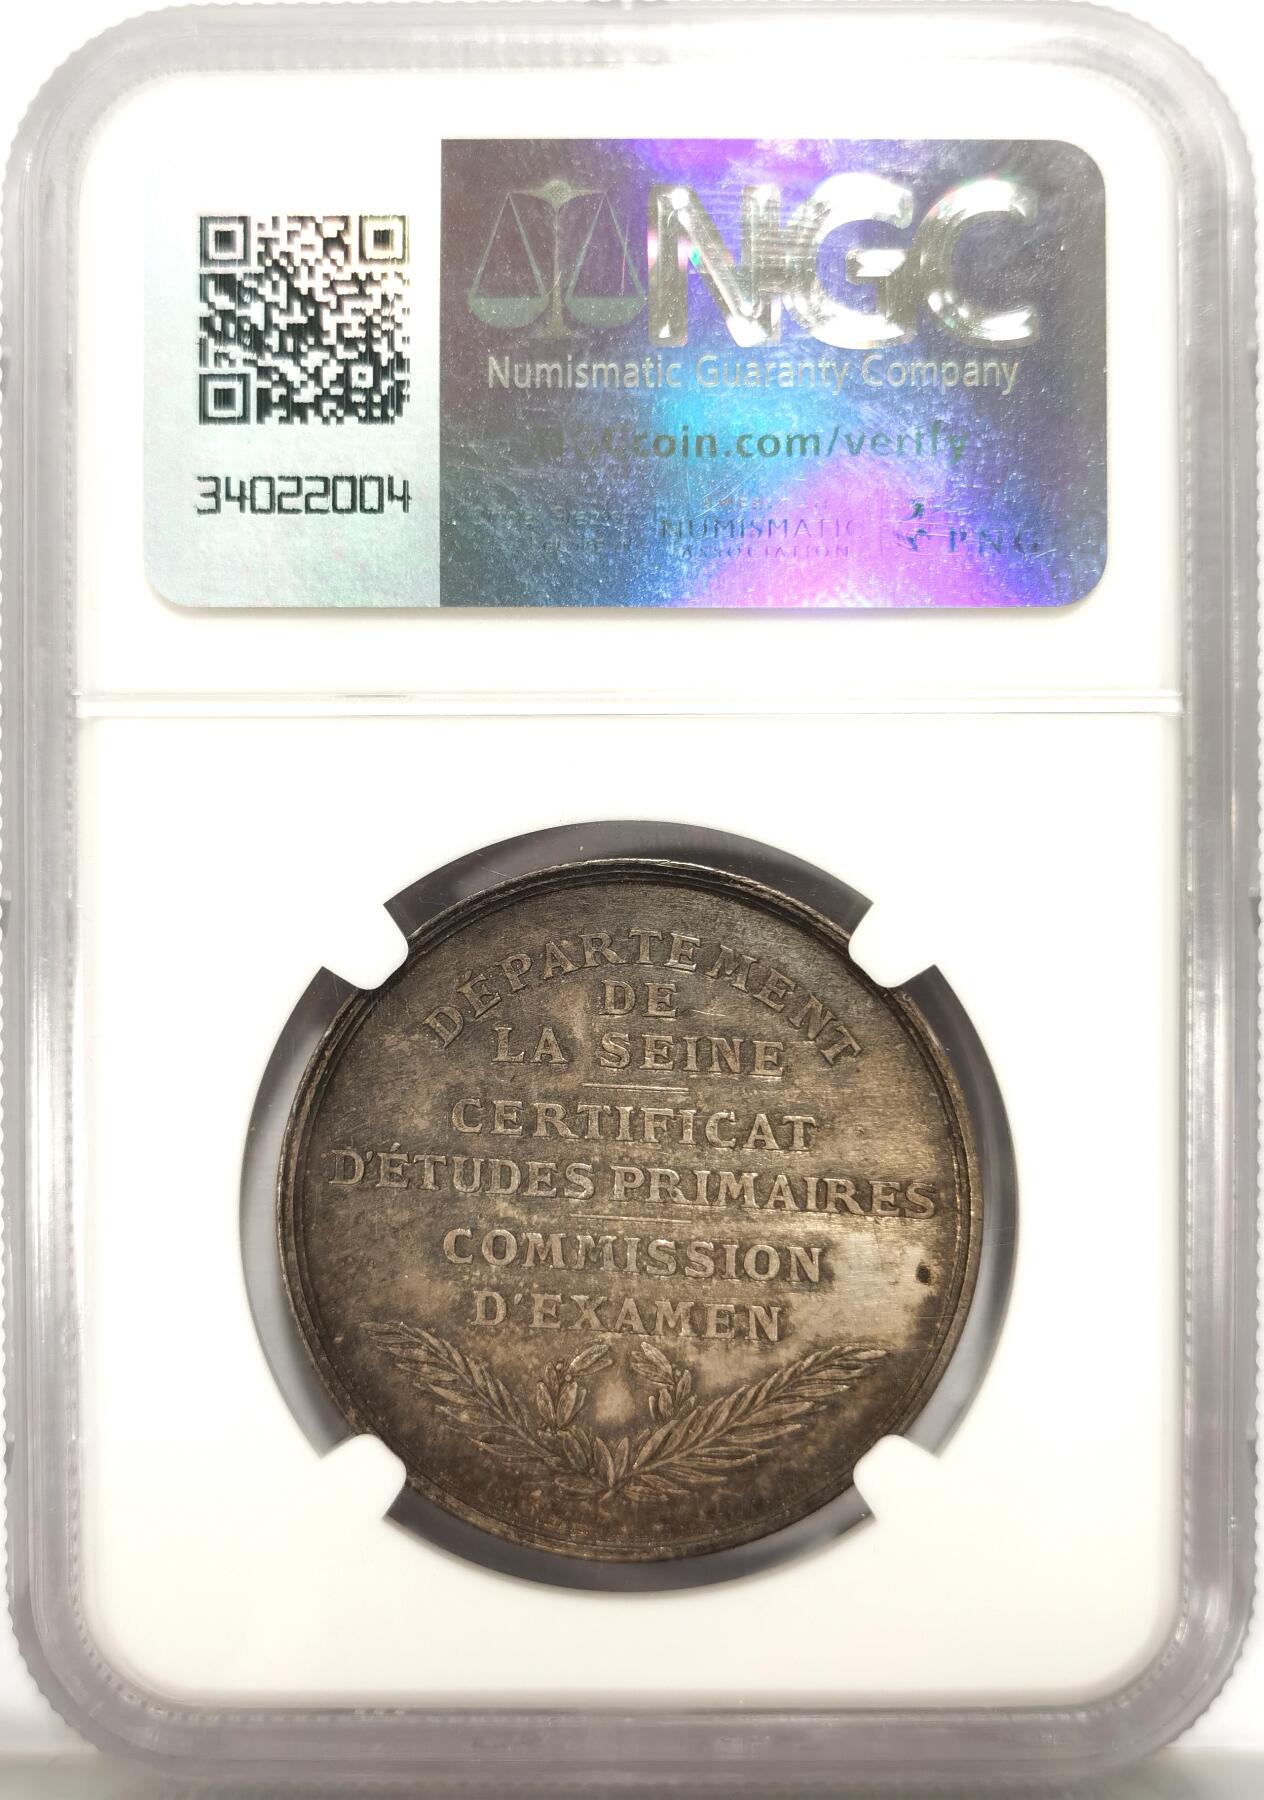 NGC
Numismatic Guaranty Company
NGCcoin.com/verify
34022004
NUMISMATIC
ASSOCIATION
PNG
DÉPARTEMENT
DE
LA SEINE
CERTIFICAT
D'ÉTUDES PRIMAIRES
COMMISSION
D'EXAMEN